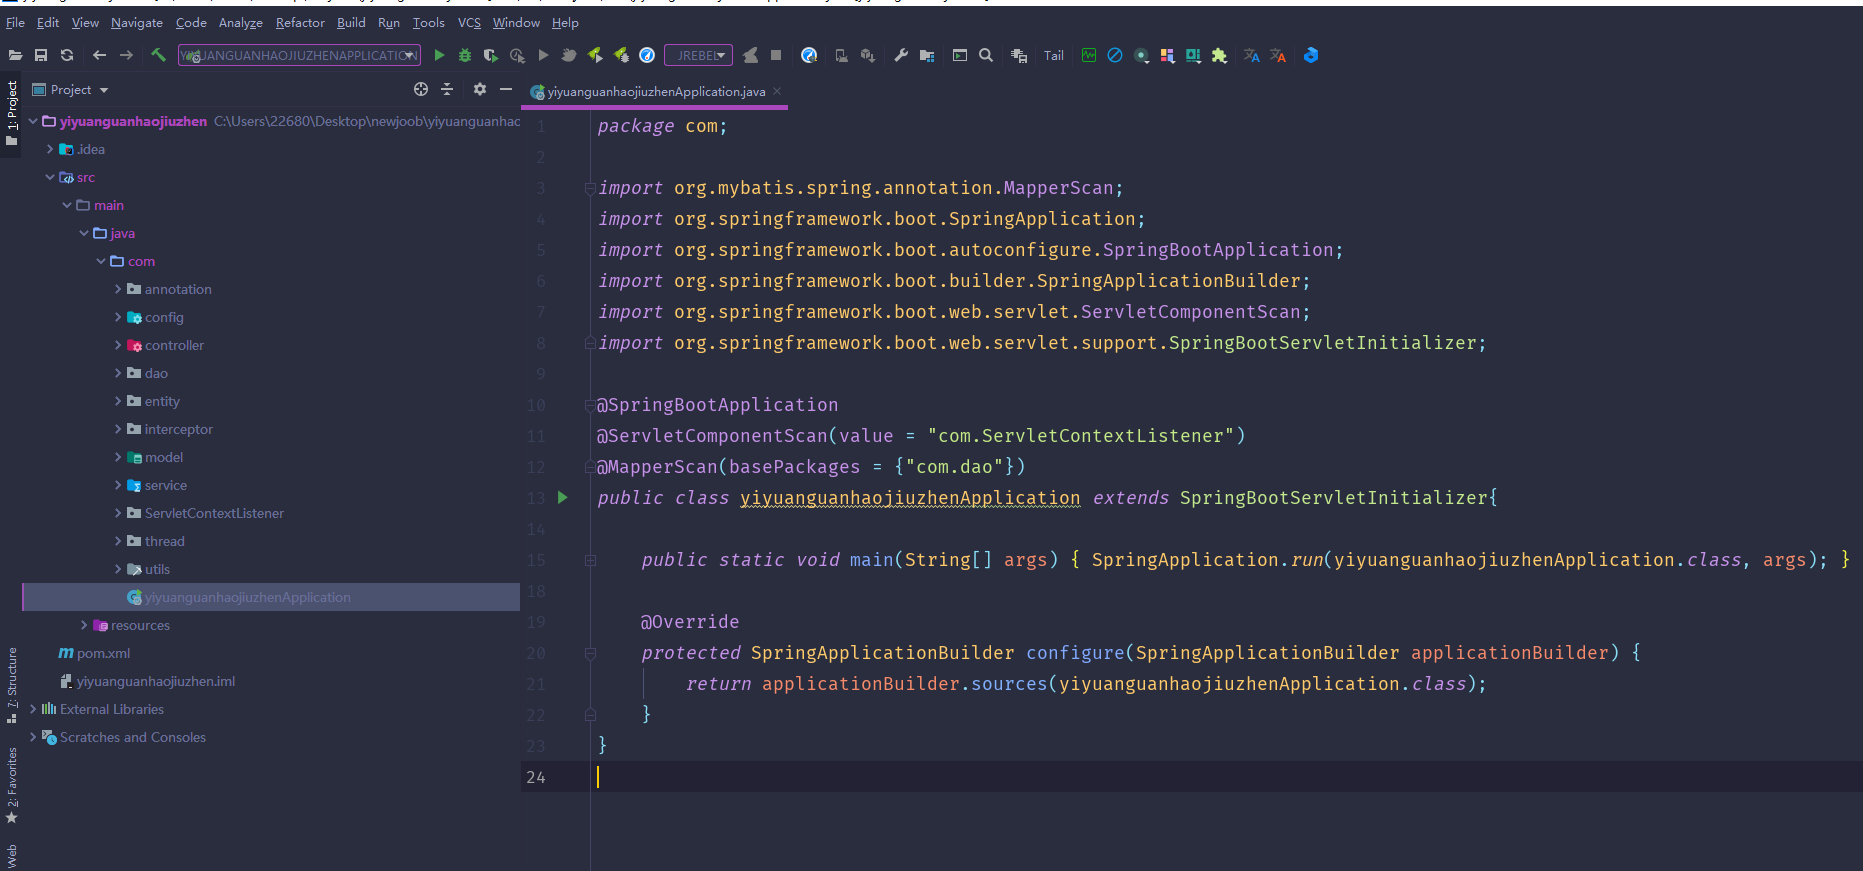 File Edit View Navigate Code Analyze Refactor Build Run Tools VCS Window Help
YIYUANGUANHAOJIUZHENAPPLICATION JREBEL Tail
1: Project
7: Structure
2: Favorites
Web
Project
yiyuanguanhaojiuzhen C:\Users\22680\Desktop\newjoob\yiyuanguanhao
.idea
src
main
java
com
annotation
config
controller
dao
entity
interceptor
model
service
ServletContextListener
thread
utils
yiyuanguanhaojiuzhenApplication
resources
pom.xml
yiyuanguanhaojiuzhen.iml
External Libraries
Scratches and Consoles
yiyuanguanhaojiuzhenApplication.java
1 package com;
2
3 import org.mybatis.spring.annotation.MapperScan;
4 import org.springframework.boot.SpringApplication;
5 import org.springframework.boot.autoconfigure.SpringBootApplication;
6 import org.springframework.boot.builder.SpringApplicationBuilder;
7 import org.springframework.boot.web.servlet.ServletComponentScan;
8 import org.springframework.boot.web.servlet.support.SpringBootServletInitializer;
9
10 @SpringBootApplication
11 @ServletComponentScan(value = "com.ServletContextListener")
12 @MapperScan(basePackages = {"com.dao"})
13 public class yiyuanguanhaojiuzhenApplication extends SpringBootServletInitializer{
14
15 public static void main(String[] args) { SpringApplication.run(yiyuanguanhaojiuzhenApplication.class, args); }
18
19 @Override
20 protected SpringApplicationBuilder configure(SpringApplicationBuilder applicationBuilder) {
21 return applicationBuilder.sources(yiyuanguanhaojiuzhenApplication.class);
22 }
23 }
24